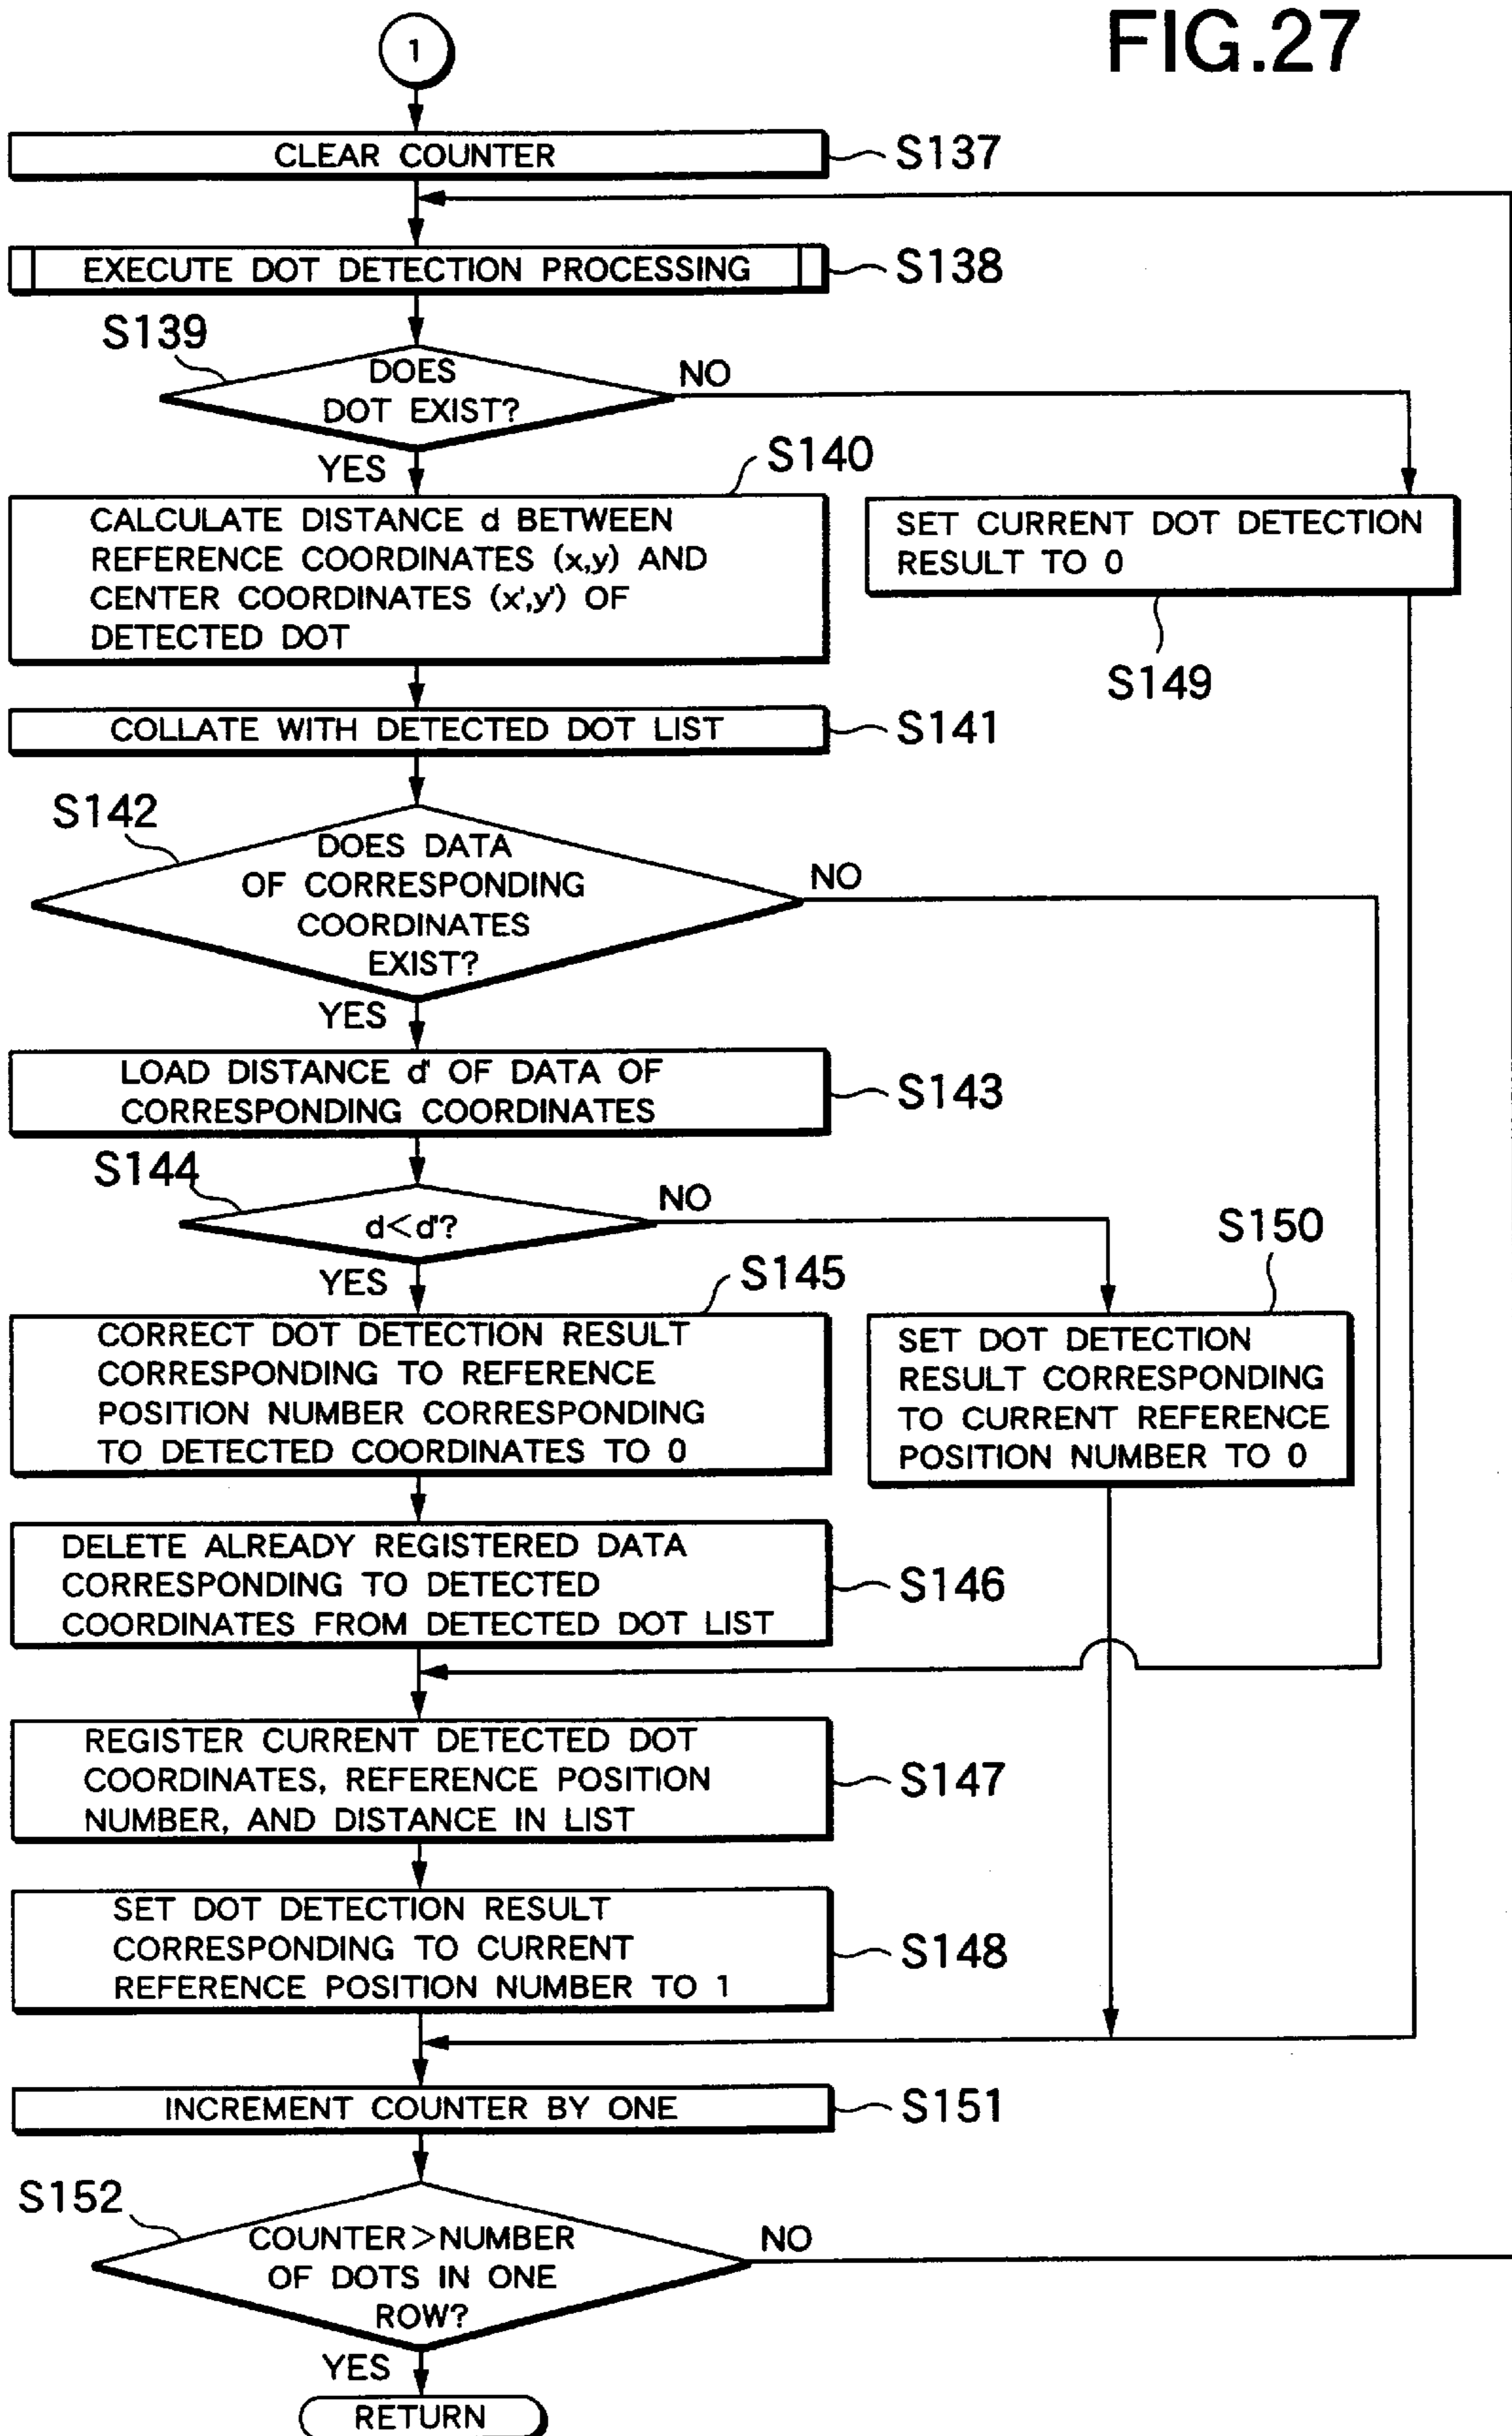 FIG.27
1
CLEAR COUNTER
S137
EXECUTE DOT DETECTION PROCESSING
S138
S139
DOES
DOT EXIST?
NO
YES
S140
CALCULATE DISTANCE d BETWEEN
REFERENCE COORDINATES (x,y) AND
CENTER COORDINATES (x',y') OF
DETECTED DOT
SET CURRENT DOT DETECTION
RESULT TO 0
S149
COLLATE WITH DETECTED DOT LIST
S141
S142
DOES DATA
OF CORRESPONDING
COORDINATES
EXIST?
NO
YES
LOAD DISTANCE d' OF DATA OF
CORRESPONDING COORDINATES
S143
S144
d<d'?
NO
YES
S145
S150
CORRECT DOT DETECTION RESULT
CORRESPONDING TO REFERENCE
POSITION NUMBER CORRESPONDING
TO DETECTED COORDINATES TO 0
SET DOT DETECTION
RESULT CORRESPONDING
TO CURRENT REFERENCE
POSITION NUMBER TO 0
DELETE ALREADY REGISTERED DATA
CORRESPONDING TO DETECTED
COORDINATES FROM DETECTED DOT LIST
S146
REGISTER CURRENT DETECTED DOT
COORDINATES, REFERENCE POSITION
NUMBER, AND DISTANCE IN LIST
S147
SET DOT DETECTION RESULT
CORRESPONDING TO CURRENT
REFERENCE POSITION NUMBER TO 1
S148
INCREMENT COUNTER BY ONE
S151
S152
COUNTER>NUMBER
OF DOTS IN ONE
ROW?
NO
YES
RETURN